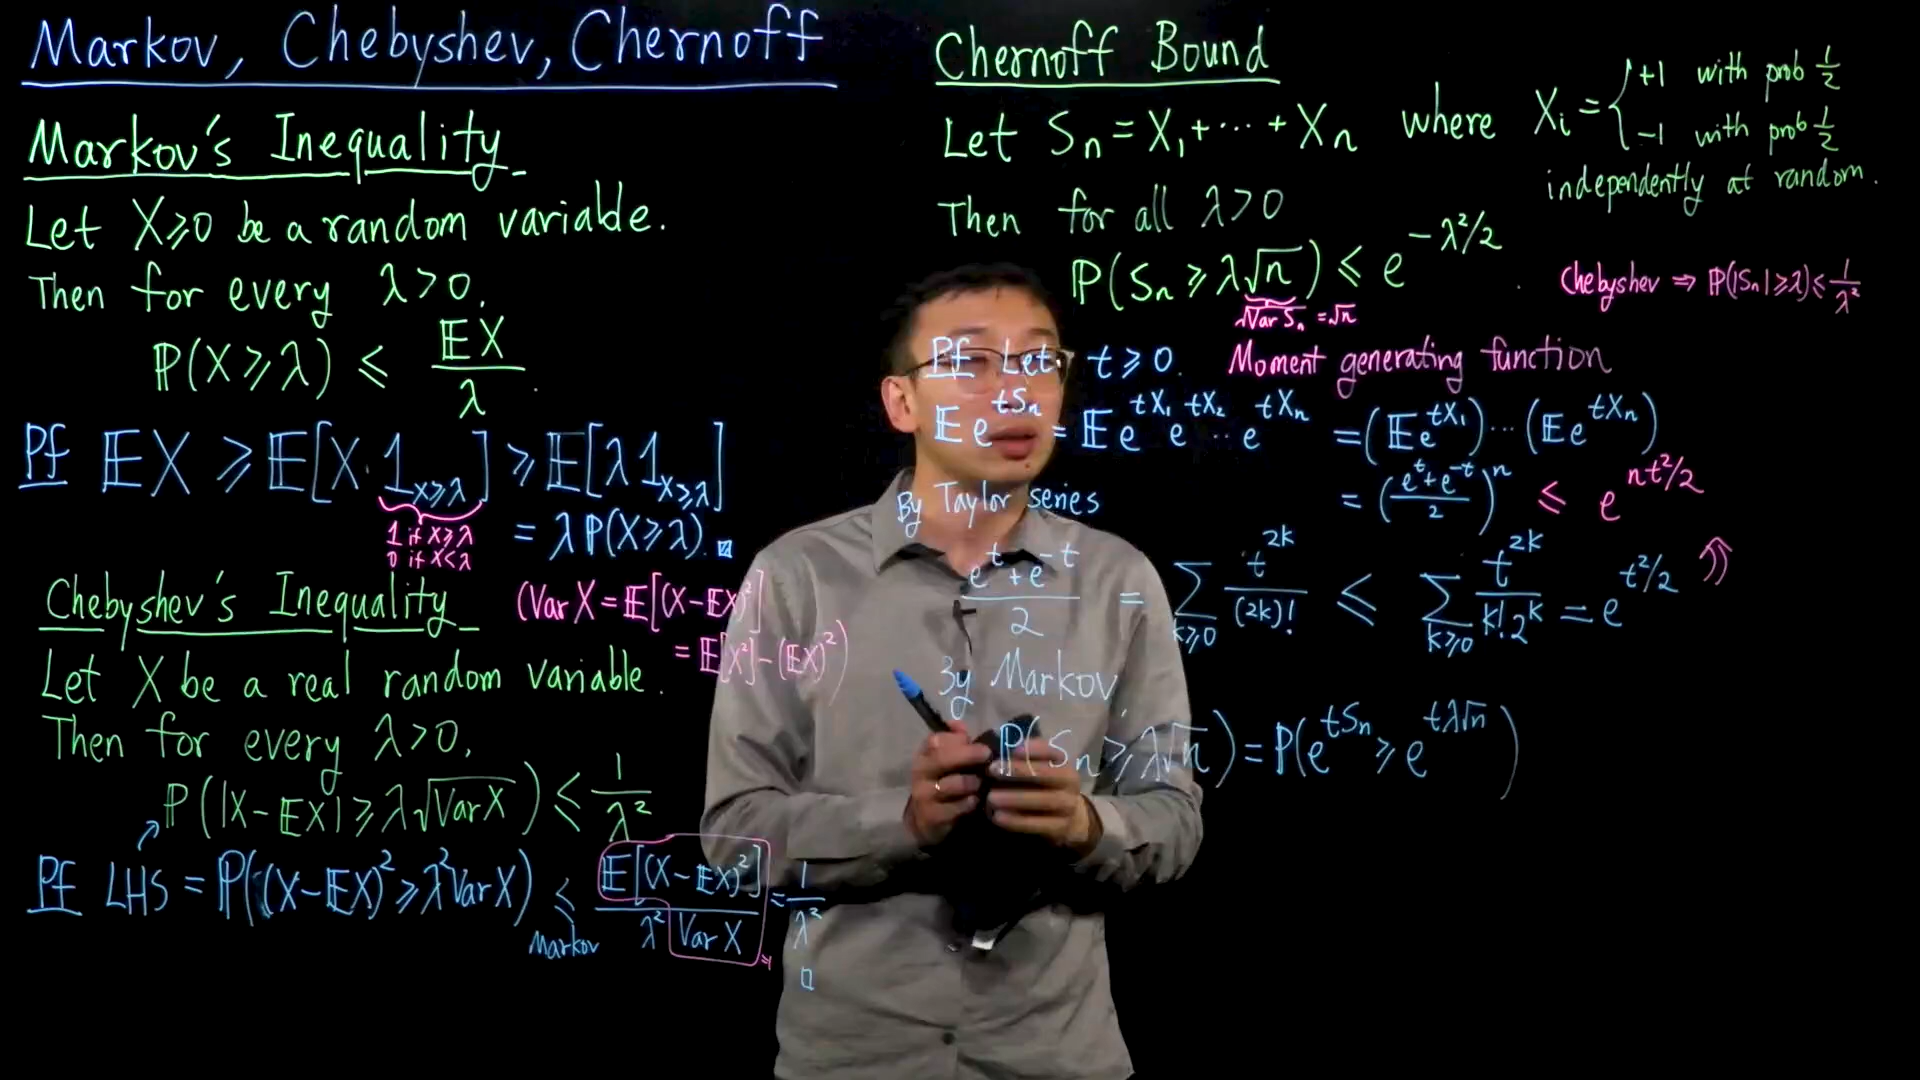 Markov, Chebyshev, Chernoff
Markov's Inequality
Let X⩾0 be a random variable.
Then for every λ>0,
ℙ(X⩾λ) ⩽ 𝔼X/λ.
Pf 𝔼X ⩾ 𝔼[X·1_{X⩾λ}] ⩾ 𝔼[λ1_{X⩾λ}]
1 if X⩾λ
0 if X<λ
= λℙ(X⩾λ). □
Chebyshev's Inequality
(Var X = 𝔼[(X-𝔼X)²]
= 𝔼[X²]-(𝔼X)²)
Let X be a real random variable.
Then for every λ>0,
ℙ(|X-𝔼X|⩾λ√Var X) ⩽ 1/λ²
Pf LHS = ℙ((X-𝔼X)²⩾λ²Var X) ⩽ 𝔼[(X-𝔼X)²]/(λ² Var X) = 1/λ²
Markov
□
Chernoff Bound
Let Sₙ = X₁+⋯+Xₙ where Xᵢ = { +1 with prob 1/2
-1 with prob 1/2
independently at random.
Then for all λ>0
ℙ(Sₙ⩾λ√n) ⩽ e^{-λ²/2}
√Var Sₙ = √n
Chebyshev ⇒ ℙ(|Sₙ|⩾λ)⩽1/λ²
Pf Let t⩾0. Moment generating function
𝔼e^{tSₙ} = 𝔼e^{tX₁}e^{tX₂}⋯e^{tXₙ} = (𝔼e^{tX₁})⋯(𝔼e^{tXₙ})
= ((e^t+e^{-t})/2)^n ⩽ e^{nt²/2}
By Taylor series
(e^t+e^{-t})/2 = ∑_{k⩾0} t^{2k}/(2k)! ⩽ ∑_{k⩾0} t^{2k}/(k!2^k) = e^{t²/2} ⇑
By Markov,
ℙ(Sₙ⩾λ√n) = ℙ(e^{tSₙ}⩾e^{tλ√n})